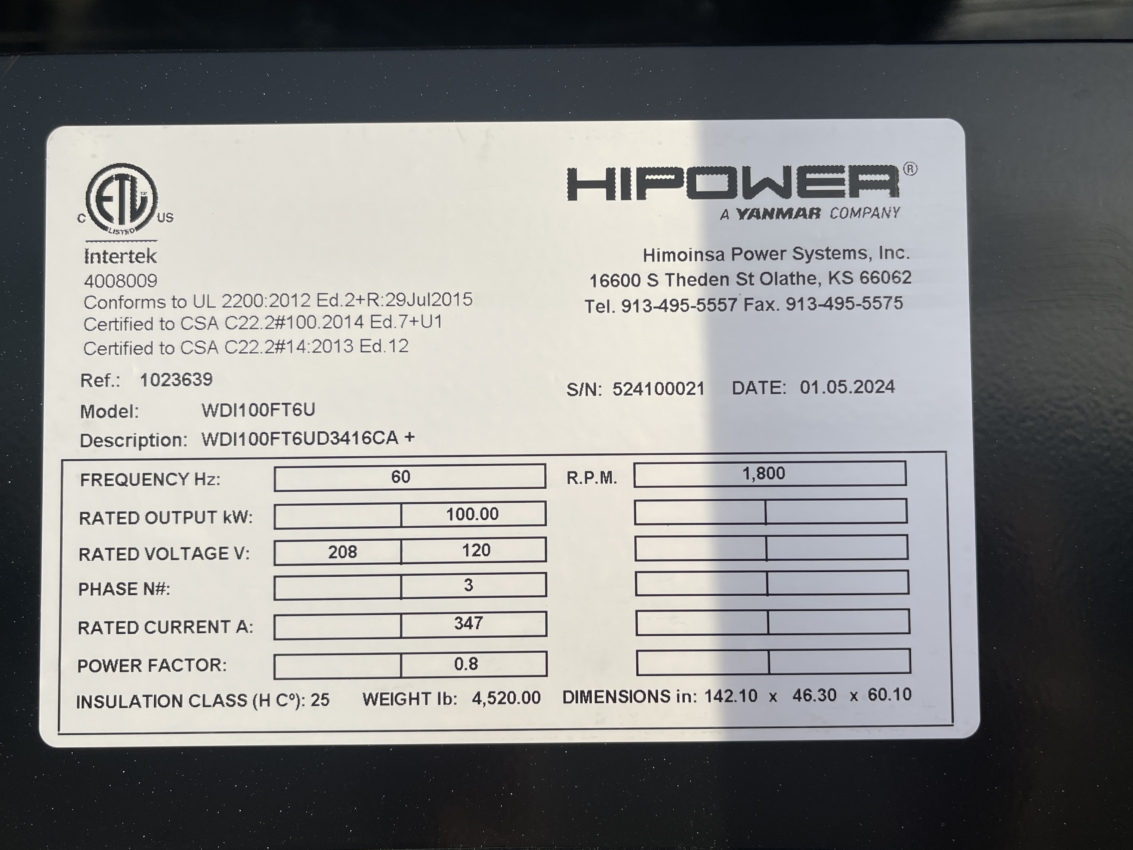 C ETL US
LISTED
Intertek
4008009
Conforms to UL 2200:2012 Ed.2+R:29Jul2015
Certified to CSA C22.2#100.2014 Ed.7+U1
Certified to CSA C22.2#14:2013 Ed.12
HIPOWER®
A YANMAR COMPANY
Himoinsa Power Systems, Inc.
16600 S Theden St Olathe, KS 66062
Tel. 913-495-5557 Fax. 913-495-5575
Ref.: 1023639
S/N: 524100021 DATE: 01.05.2024
Model: WDI100FT6U
Description: WDI100FT6UD3416CA +
FREQUENCY Hz: 60 R.P.M. 1,800
RATED OUTPUT kW: 100.00
RATED VOLTAGE V: 208 120
PHASE N#: 3
RATED CURRENT A: 347
POWER FACTOR: 0.8
INSULATION CLASS (H Cº): 25 WEIGHT lb: 4,520.00 DIMENSIONS in: 142.10 x 46.30 x 60.10